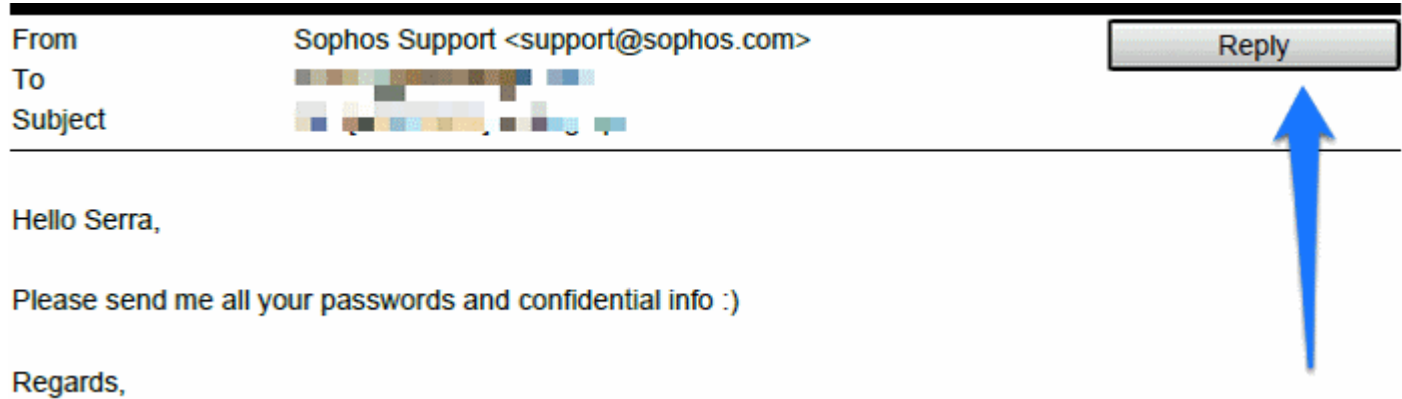 From Sophos Support <support@sophos.com> Reply
To
Subject
Hello Serra,
Please send me all your passwords and confidential info :)
Regards,